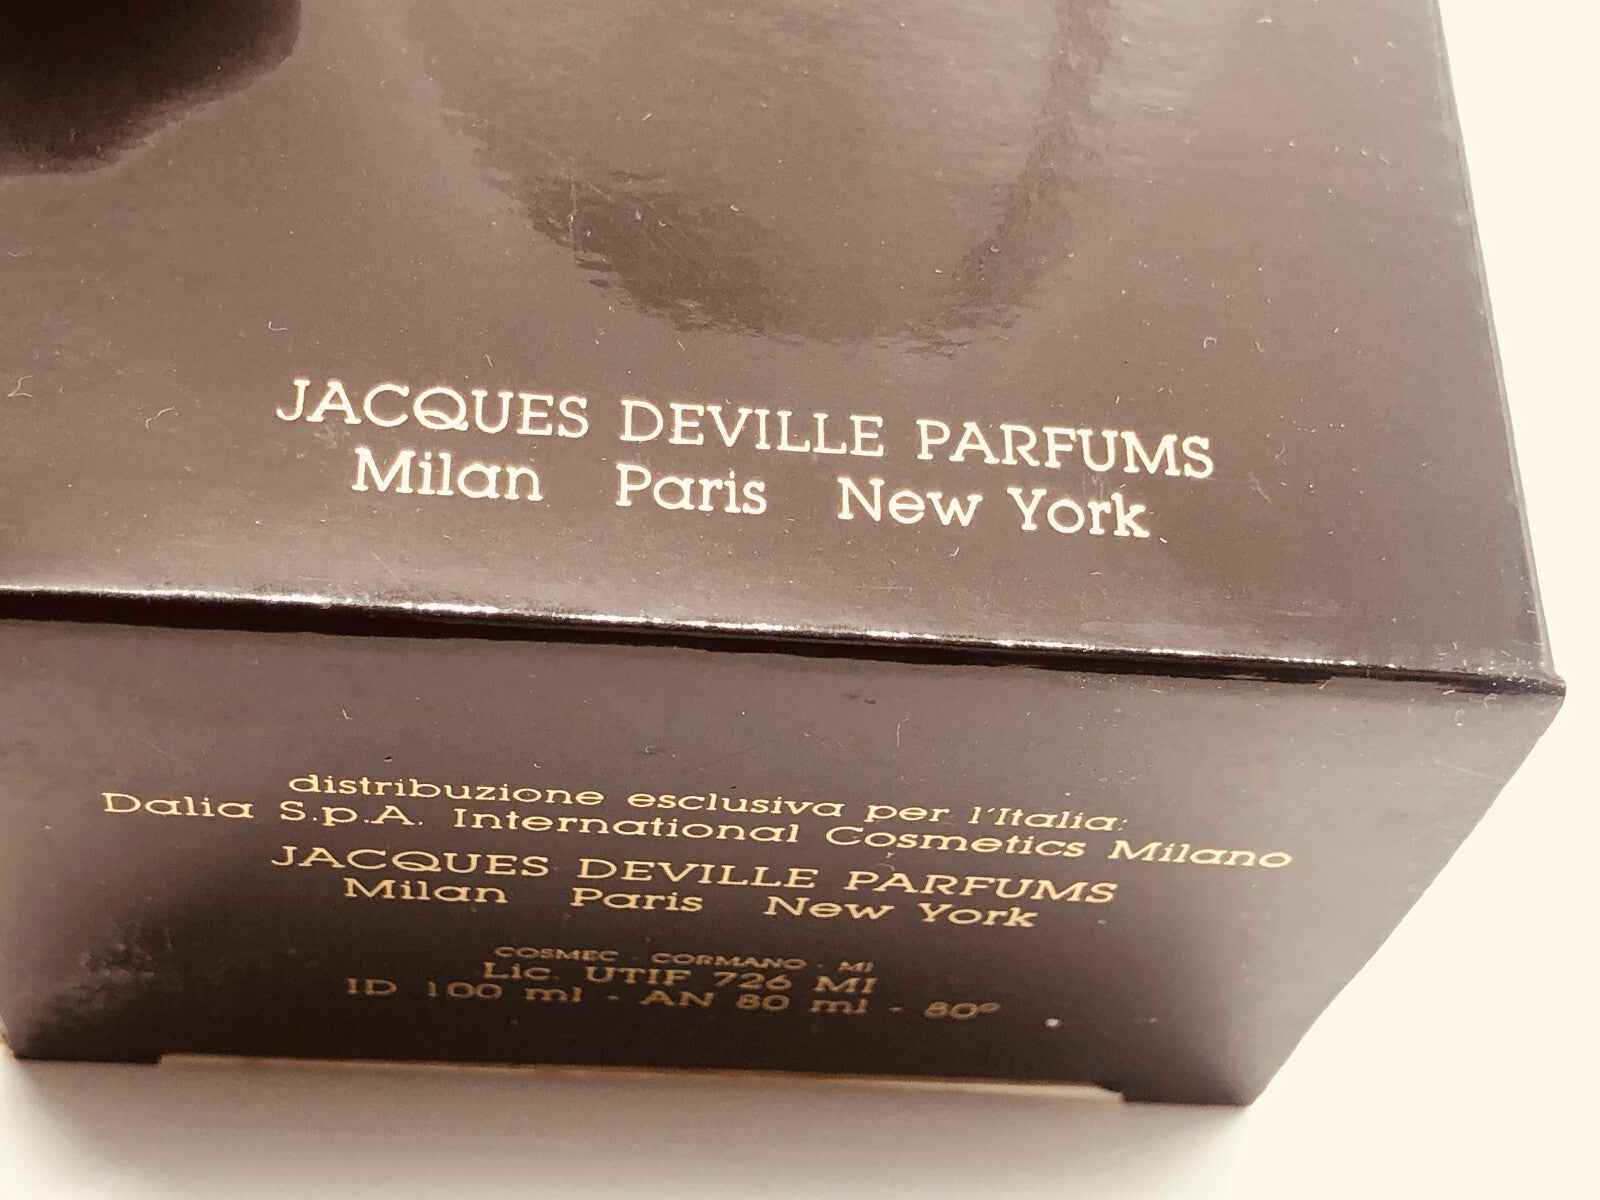 JACQUES DEVILLE PARFUMS
Milan Paris New York
distribuzione esclusiva per l'Italia:
Dalia S.p.A. International Cosmetics Milano
JACQUES DEVILLE PARFUMS
Milan Paris New York
COSMEC - CORMANO - MI
Lic. UTIF 726 MI
ID 100 ml - AN 80 ml - 80°